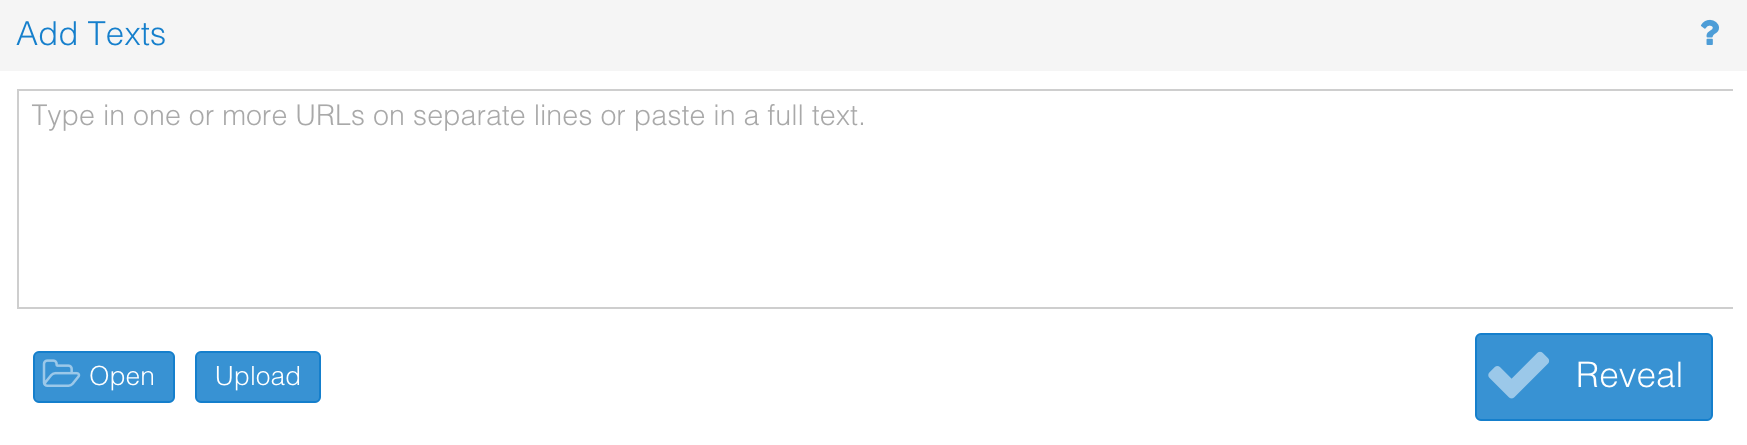 Add Texts
?
Type in one or more URLs on separate lines or paste in a full text.
Open
Upload
Reveal